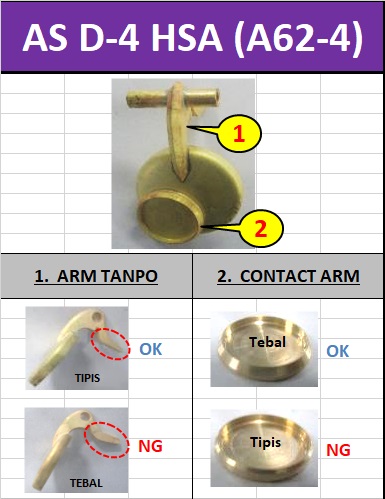 AS D-4 HSA (A62-4)
1
2
1. ARM TANPO
2. CONTACT ARM
TIPIS
OK
Tebal
OK
TEBAL
NG
Tipis
NG